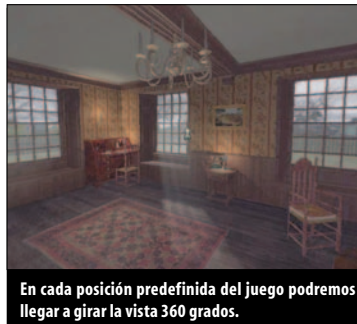 En cada posición predefinida del juego podremos
llegar a girar la vista 360 grados.